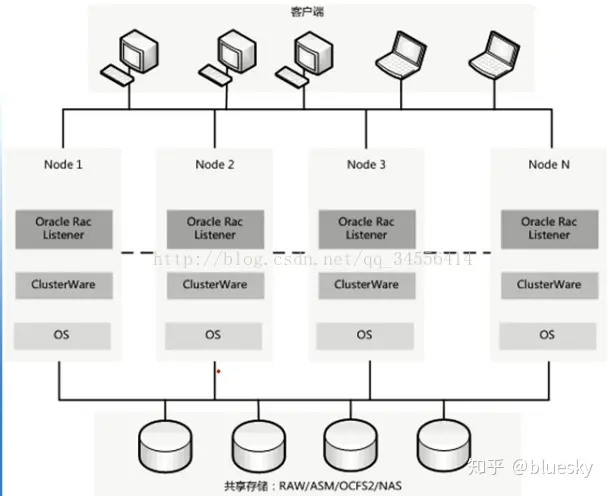 客户端
Node 1
Node 2
Node 3
Node N
Oracle Rac
Listener
Oracle Rac
Listener
Oracle Rac
Listener
Oracle Rac
Listener
http://blog.csdn.net/qq_34556414
ClusterWare
ClusterWare
ClusterWare
ClusterWare
OS
OS
OS
OS
共享存储：RAW/ASM/OCFS2/NAS
知乎 @bluesky